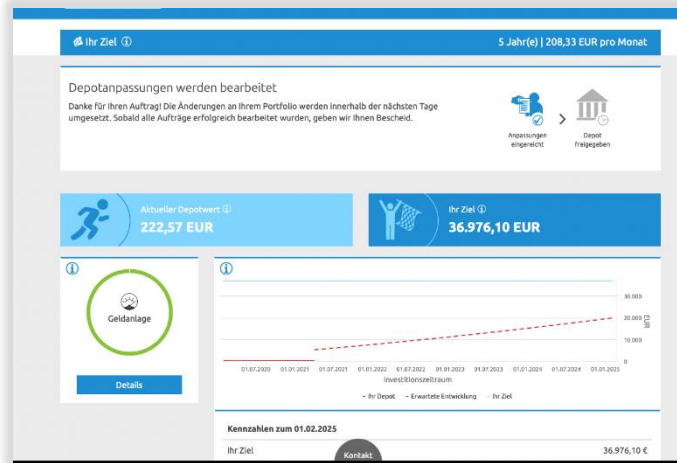 Ihr Ziel
5 Jahr(e) | 208,33 EUR pro Monat
Depotanpassungen werden bearbeitet
Danke für Ihren Auftrag! Die Änderungen an Ihrem Portfolio werden innerhalb der nächsten Tage
umgesetzt. Sobald alle Aufträge erfolgreich bearbeitet wurden, geben wir Ihnen Bescheid.
Anpassungen
eingereicht
Depot
freigegeben
Aktueller Depotwert
222,57 EUR
Ihr Ziel
36.976,10 EUR
Geldanlage
Details
30.000
20.000
10.000
0
EUR
01.07.2020 01.01.2021 01.07.2021 01.01.2022 01.07.2022 01.01.2023 01.07.2023 01.01.2024 01.07.2024 01.01.2025
Investitionszeitraum
- Ihr Depot - Erwartete Entwicklung - Ihr Ziel
Kennzahlen zum 01.02.2025
Ihr Ziel
36.976,10 €
Kontakt